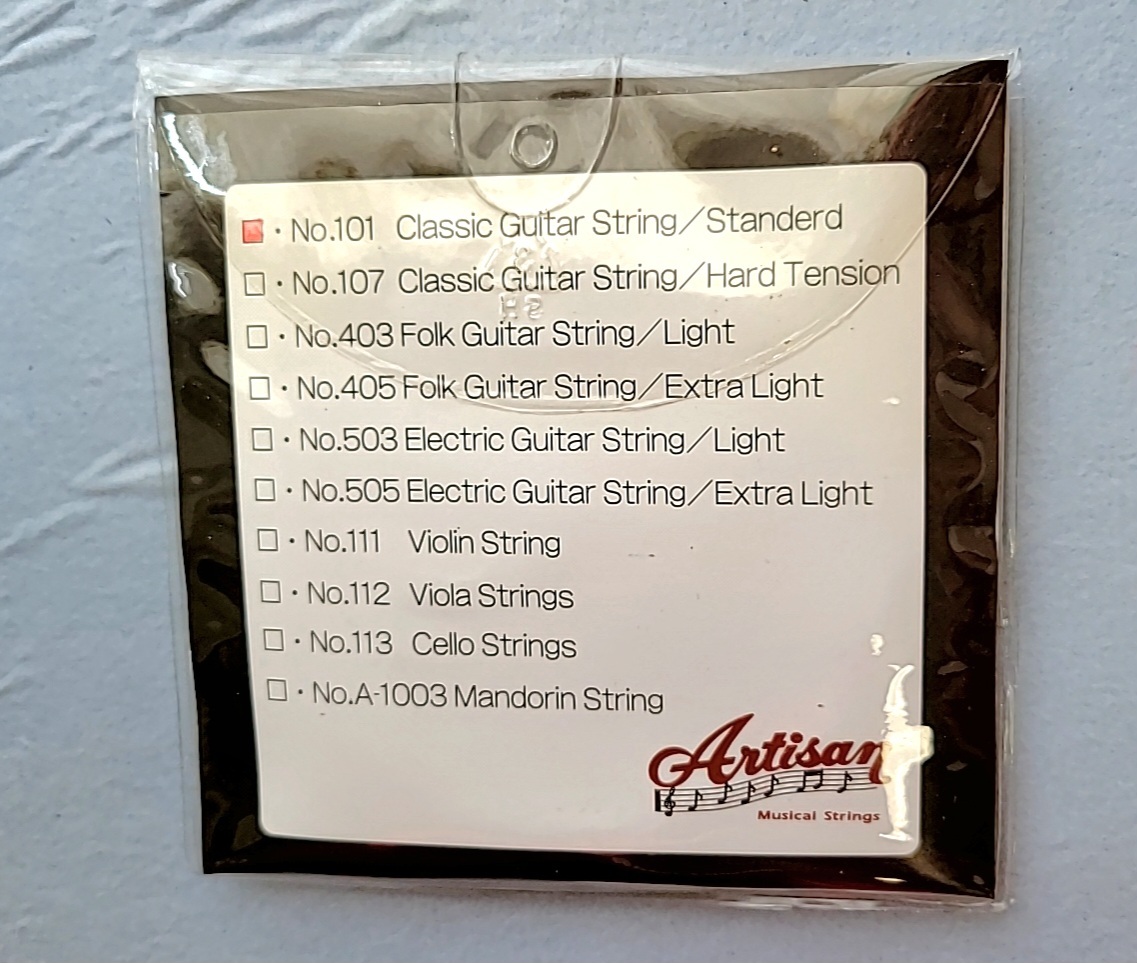 · No.101 Classic Guitar String/Standerd
· No.107 Classic Guitar String/Hard Tension
· No.403 Folk Guitar String/Light
· No.405 Folk Guitar String/Extra Light
· No.503 Electric Guitar String/Light
· No.505 Electric Guitar String/Extra Light
· No.111 Violin String
· No.112 Viola Strings
· No.113 Cello Strings
· No.A-1003 Mandorin String
Artisan
Musical Strings